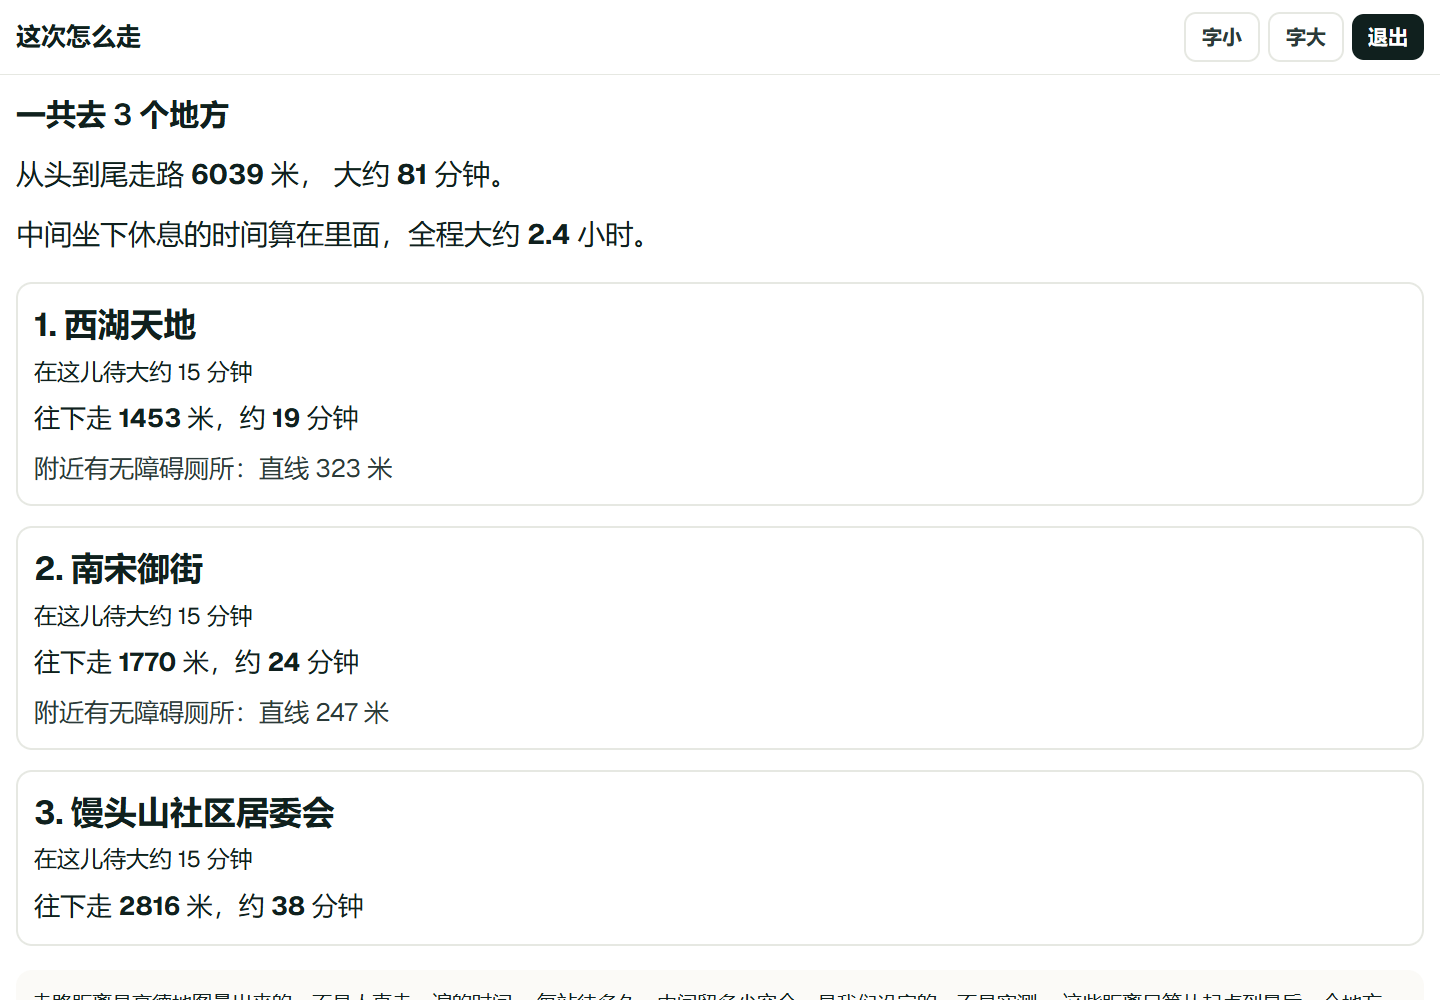 这次怎么走
字小 字大 退出
一共去 3 个地方
从头到尾走路 6039 米， 大约 81 分钟。
中间坐下休息的时间算在里面，全程大约 2.4 小时。
1. 西湖天地
在这儿待大约 15 分钟
往下走 1453 米，约 19 分钟
附近有无障碍厕所：直线 323 米
2. 南宋御街
在这儿待大约 15 分钟
往下走 1770 米，约 24 分钟
附近有无障碍厕所：直线 247 米
3. 馒头山社区居委会
在这儿待大约 15 分钟
往下走 2816 米，约 38 分钟